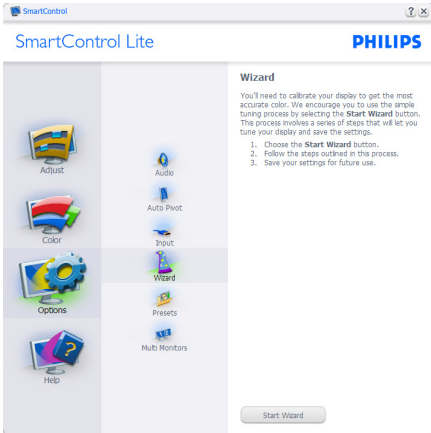 SmartControl
? ×
SmartControl Lite
PHILIPS
Adjust
Color
Options
Help
Audio
Auto Pivot
Input
Wizard
Presets
Multi Monitors
Wizard
You'll need to calibrate your display to get the most
accurate color. We encourage you to use the simple
tuning process by selecting the Start Wizard button.
This process involves a series of steps that will let you
tune your display and save the settings.
1. Choose the Start Wizard button.
2. Follow the steps outlined in this process.
3. Save your settings for future use.
Start Wizard